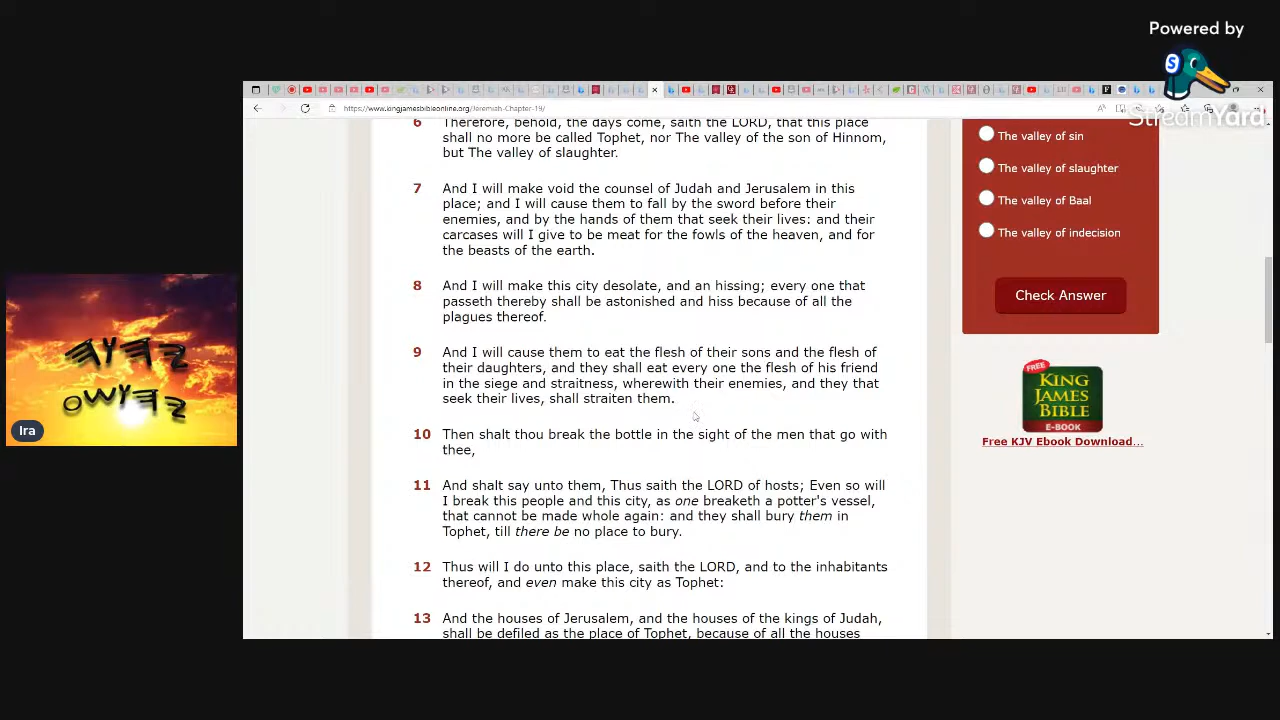 Powered by
StreamYard
https://www.kingjamesbibleonline.org/Jeremiah-Chapter-19/
6 Therefore, behold, the days come, saith the LORD, that this place
shall no more be called Tophet, nor The valley of the son of Hinnom,
but The valley of slaughter.
7 And I will make void the counsel of Judah and Jerusalem in this
place; and I will cause them to fall by the sword before their
enemies, and by the hands of them that seek their lives: and their
carcases will I give to be meat for the fowls of the heaven, and for
the beasts of the earth.
8 And I will make this city desolate, and an hissing; every one that
passeth thereby shall be astonished and hiss because of all the
plagues thereof.
9 And I will cause them to eat the flesh of their sons and the flesh of
their daughters, and they shall eat every one the flesh of his friend
in the siege and straitness, wherewith their enemies, and they that
seek their lives, shall straiten them.
10 Then shalt thou break the bottle in the sight of the men that go with
thee,
11 And shalt say unto them, Thus saith the LORD of hosts; Even so will
I break this people and this city, as one breaketh a potter's vessel,
that cannot be made whole again: and they shall bury them in
Tophet, till there be no place to bury.
12 Thus will I do unto this place, saith the LORD, and to the inhabitants
thereof, and even make this city as Tophet:
13 And the houses of Jerusalem, and the houses of the kings of Judah,
shall be defiled as the place of Tophet, because of all the houses
The valley of sin
The valley of slaughter
The valley of Baal
The valley of indecision
Check Answer
FREE
KING
JAMES
BIBLE
E-BOOK
Free KJV Ebook Download...
𐤉𐤄𐤅𐤄
𐤉𐤄𐤅𐤔𐤏
Ira